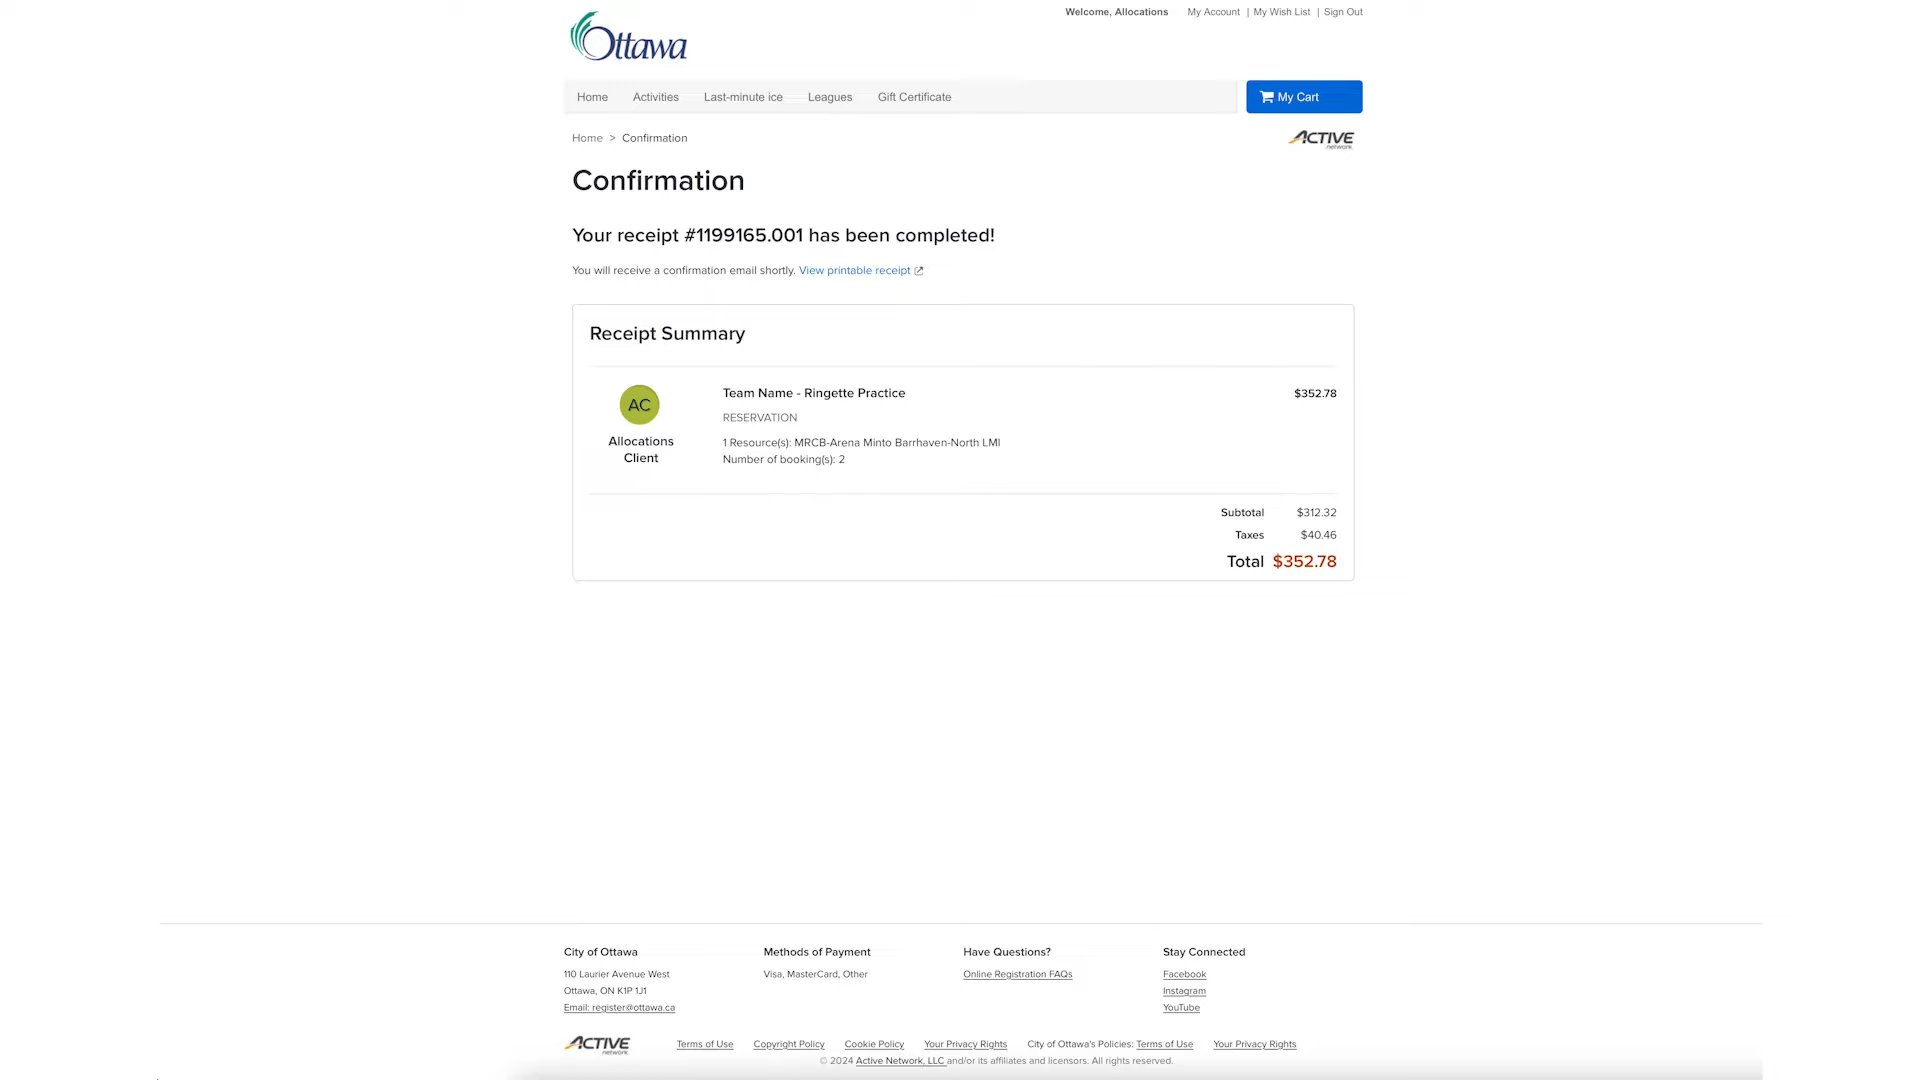 Ottawa
Welcome, Allocations My Account | My Wish List | Sign Out
Home Activities Last-minute ice Leagues Gift Certificate My Cart
Home > Confirmation
ACTIVE network
Confirmation
Your receipt #1199165.001 has been completed!
You will receive a confirmation email shortly. View printable receipt
Receipt Summary
AC
Allocations
Client
Team Name - Ringette Practice $352.78
RESERVATION
1 Resource(s): MRCB-Arena Minto Barrhaven-North LMI
Number of booking(s): 2
Subtotal $312.32
Taxes $40.46
Total $352.78
City of Ottawa
110 Laurier Avenue West
Ottawa, ON K1P 1J1
Email: register@ottawa.ca
Methods of Payment
Visa, MasterCard, Other
Have Questions?
Online Registration FAQs
Stay Connected
Facebook
Instagram
YouTube
ACTIVE network
Terms of Use Copyright Policy Cookie Policy Your Privacy Rights City of Ottawa's Policies: Terms of Use Your Privacy Rights
© 2024 Active Network, LLC and/or its affiliates and licensors. All rights reserved.